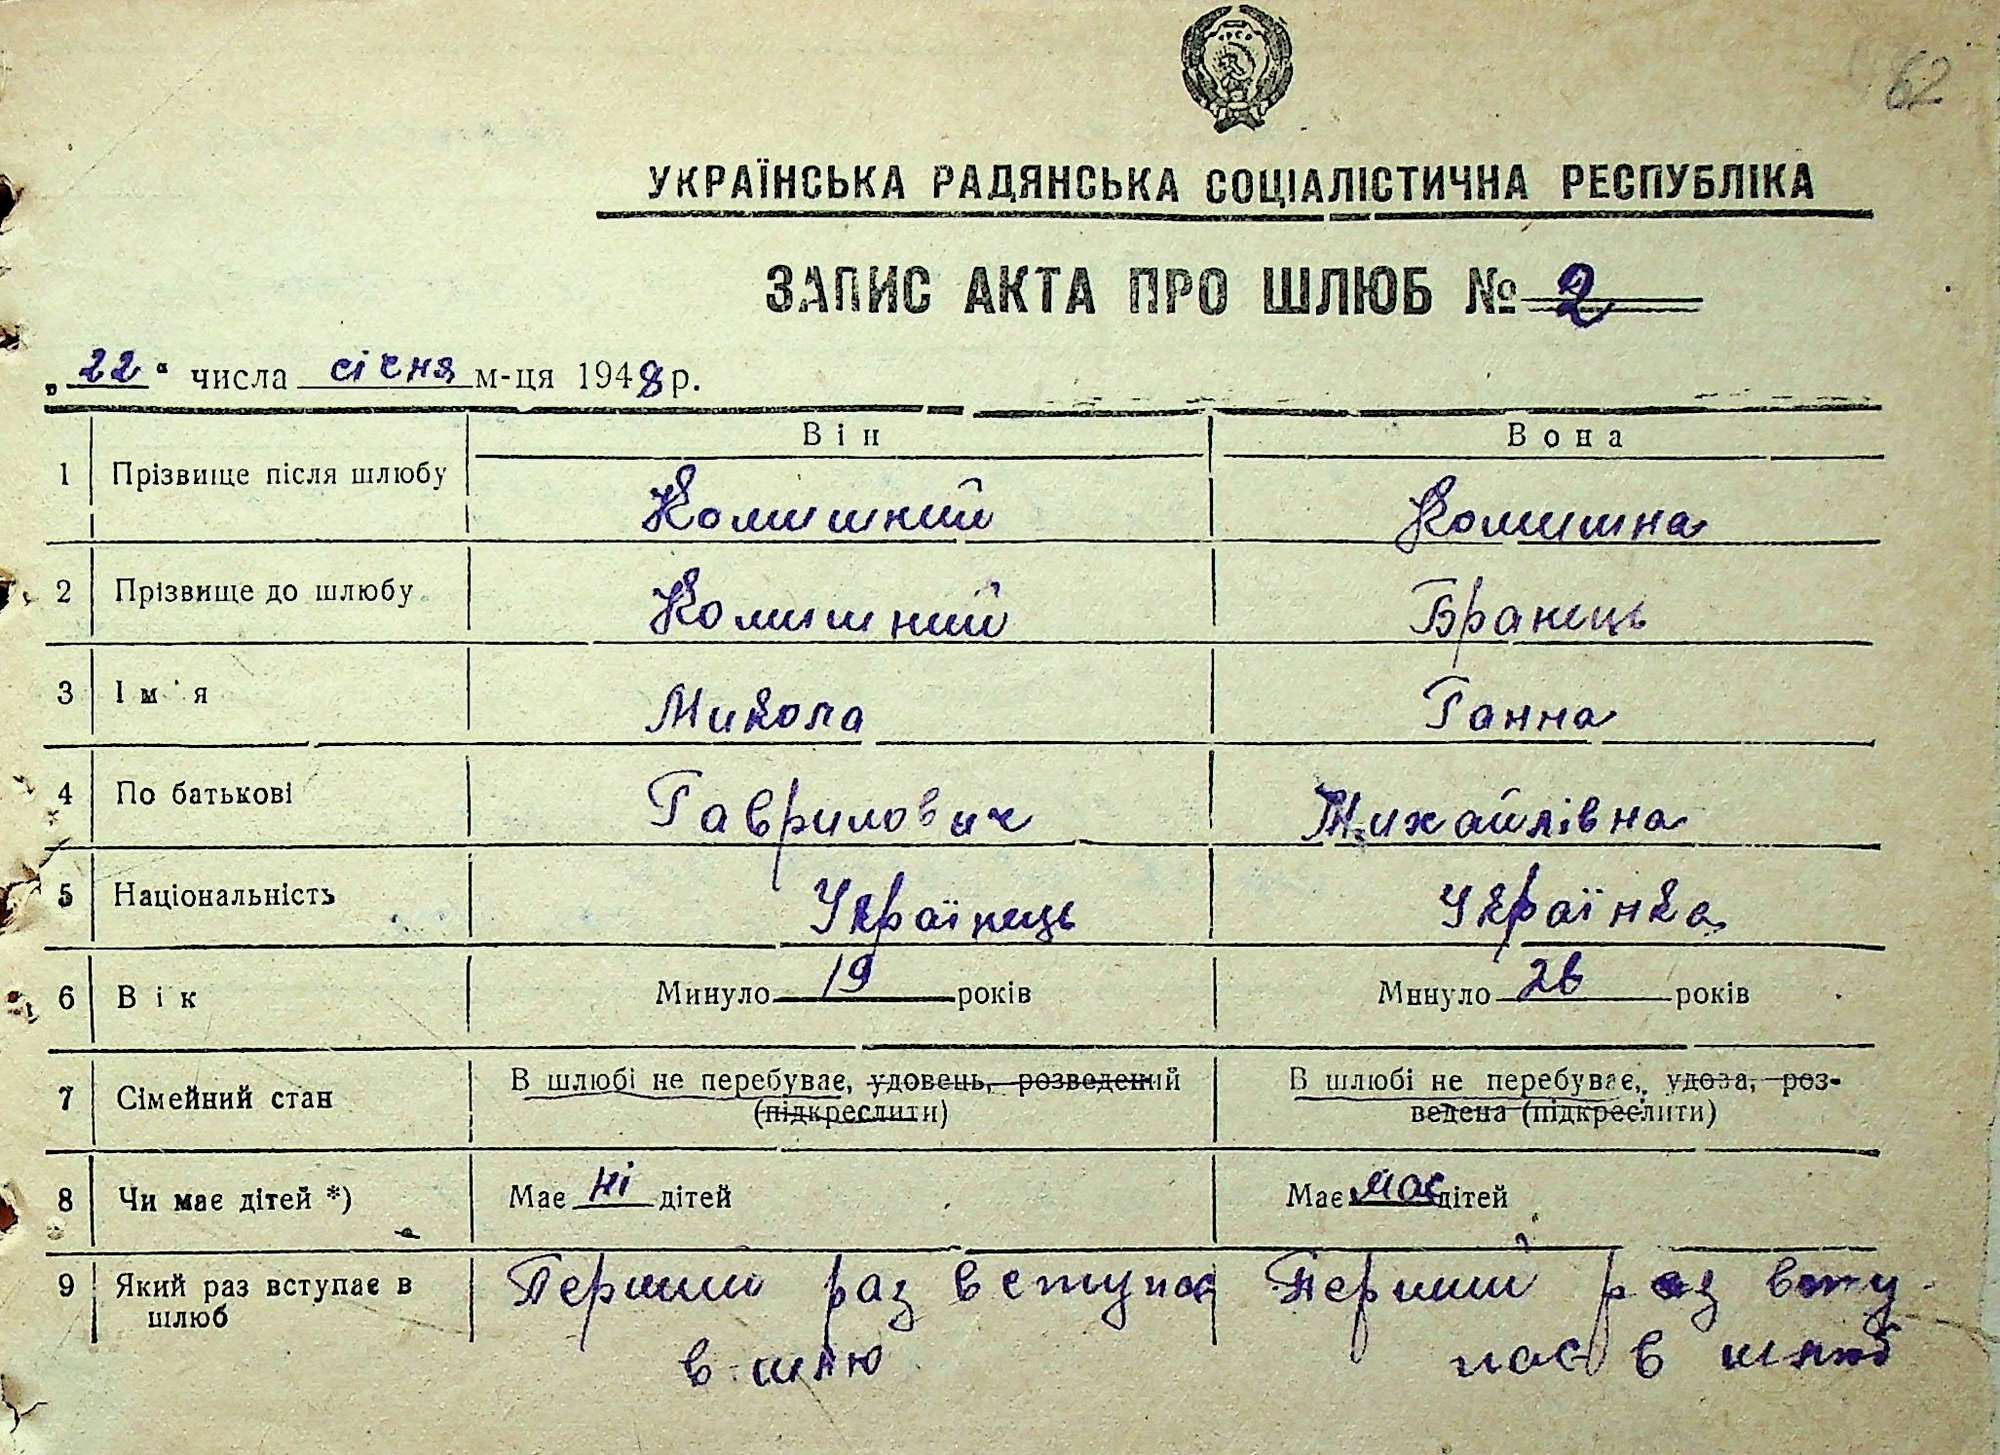 62
УРСР
УКРАЇНСЬКА РАДЯНСЬКА СОЦІАЛІСТИЧНА РЕСПУБЛІКА
ЗАПИС АКТА ПРО ШЛЮБ № 2
„22“ числа січня м-ця 1948 р.
Він Вона
1 Прізвище після шлюбу Комишний Комишна
2 Прізвище до шлюбу Комишний Бранець
3 Ім'я Микола Ганна
4 По батькові Гаврилович Михайлівна
5 Національність Українець Українка
6 Вік Минуло 19 років Минуло 26 років
7 Сімейний стан В шлюбі не перебуває, удовець, розведений В шлюбі не перебуває, удова, роз-
(підкреслити) ведена (підкреслити)
8 Чи має дітей *) Має ні дітей Має має дітей
9 Який раз вступає в Перший раз вступає Перший раз всту-
шлюб в шлю пає в шлюб